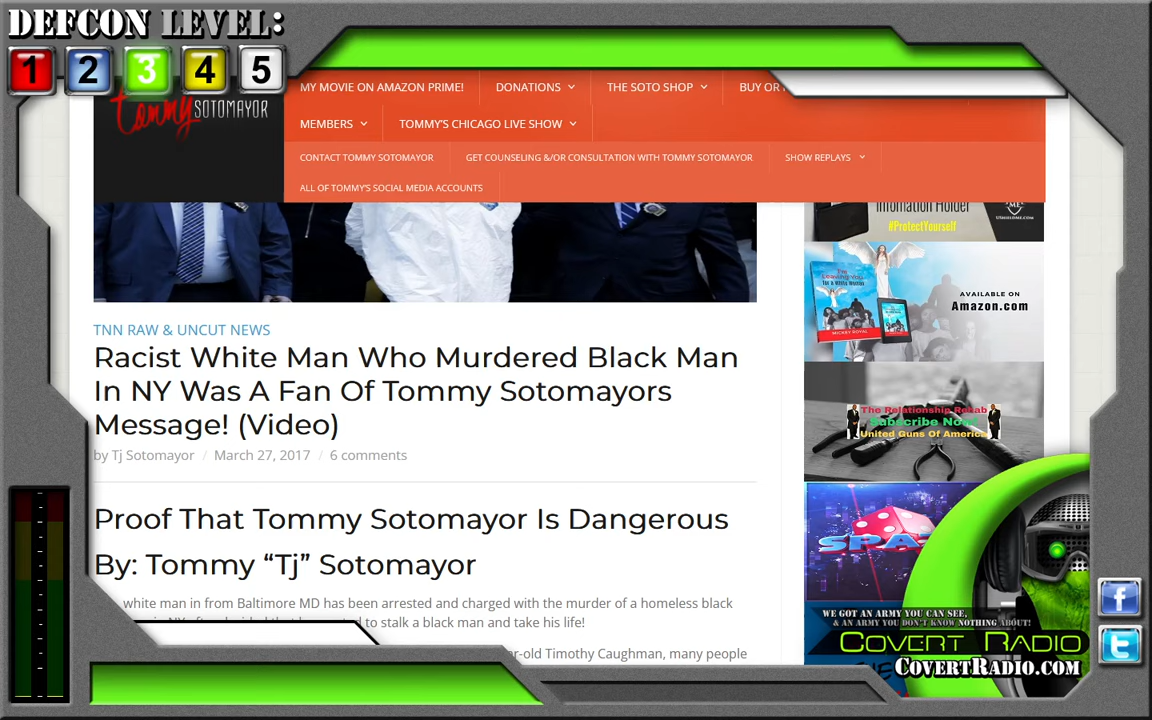 DEFCON LEVEL:
1 2 3 4 5
tommy SOTOMAYOR
MY MOVIE ON AMAZON PRIME!
DONATIONS
THE SOTO SHOP
BUY OR
MEMBERS
TOMMY'S CHICAGO LIVE SHOW
CONTACT TOMMY SOTOMAYOR
GET COUNSELING &/OR CONSULTATION WITH TOMMY SOTOMAYOR
SHOW REPLAYS
ALL OF TOMMY'S SOCIAL MEDIA ACCOUNTS
TNN RAW & UNCUT NEWS
Racist White Man Who Murdered Black Man
In NY Was A Fan Of Tommy Sotomayors
Message! (Video)
by Tj Sotomayor / March 27, 2017 / 6 comments
Proof That Tommy Sotomayor Is Dangerous
By: Tommy “Tj” Sotomayor
white man in from Baltimore MD has been arrested and charged with the murder of a homeless black
to stalk a black man and take his life!
-old Timothy Caughman, many people
Information Holder
#ProtectYourself
AVAILABLE ON
Amazon.com
MICKEY ROYAL
The Relationship Rehab
Subscribe Now
United Guns Of America
SPA
WE GOT AN ARMY YOU CAN SEE,
& AN ARMY YOU DON'T KNOW NOTHING ABOUT!
COVERT RADIO
COVERTRADIO.COM